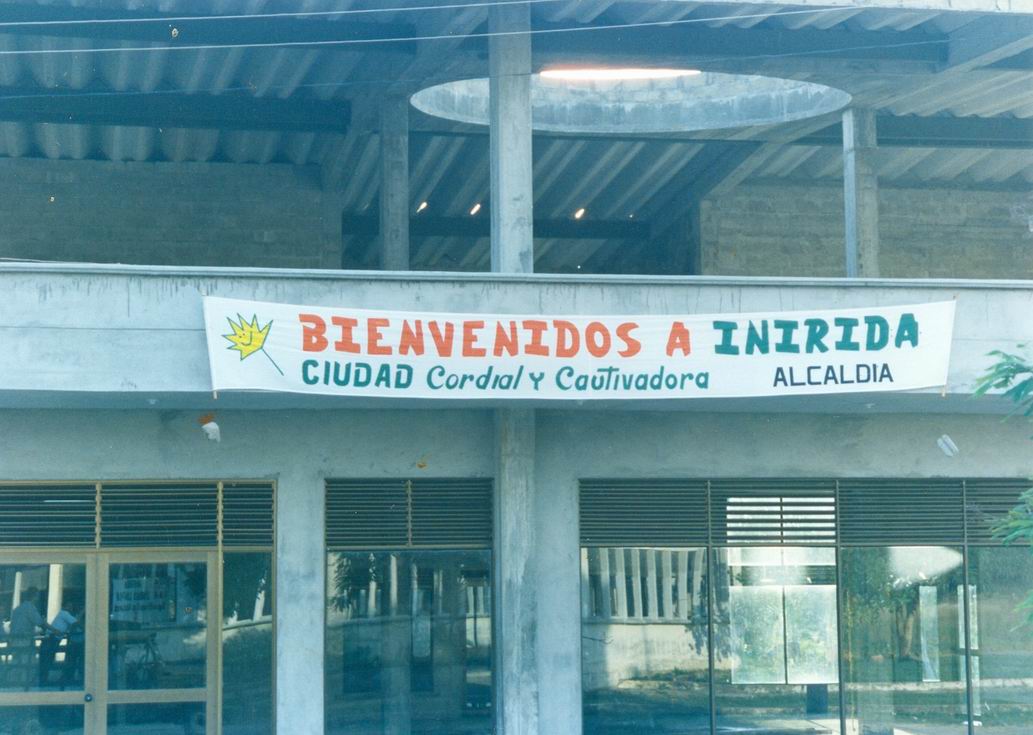 BIENVENIDOS A INIRIDA
CIUDAD Cordial y Cautivadora ALCALDIA